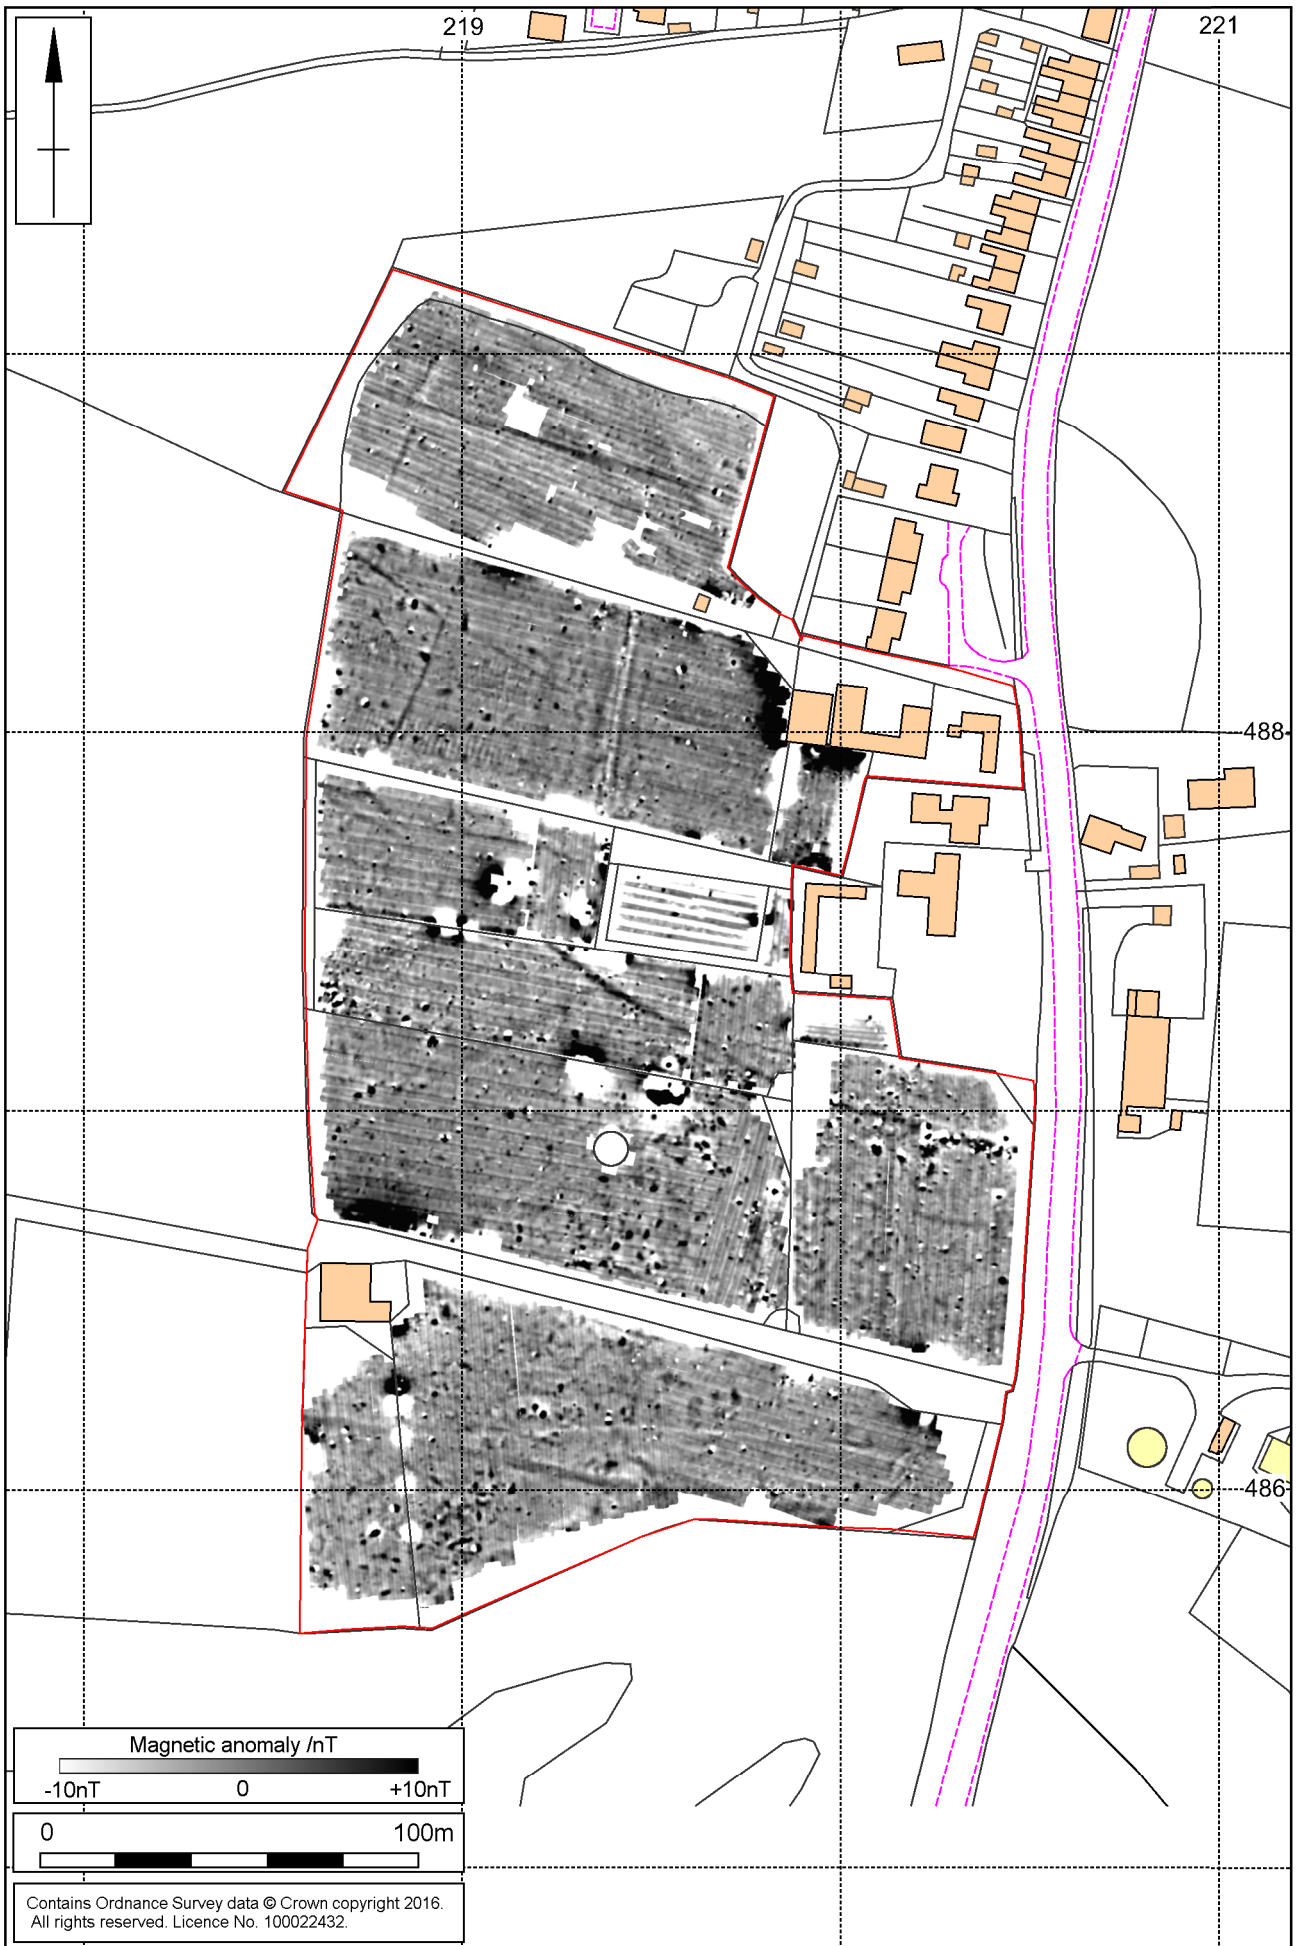 219
221
488
486
Magnetic anomaly /nT
-10nT 0 +10nT
0 100m
Contains Ordnance Survey data © Crown copyright 2016.
All rights reserved. Licence No. 100022432.